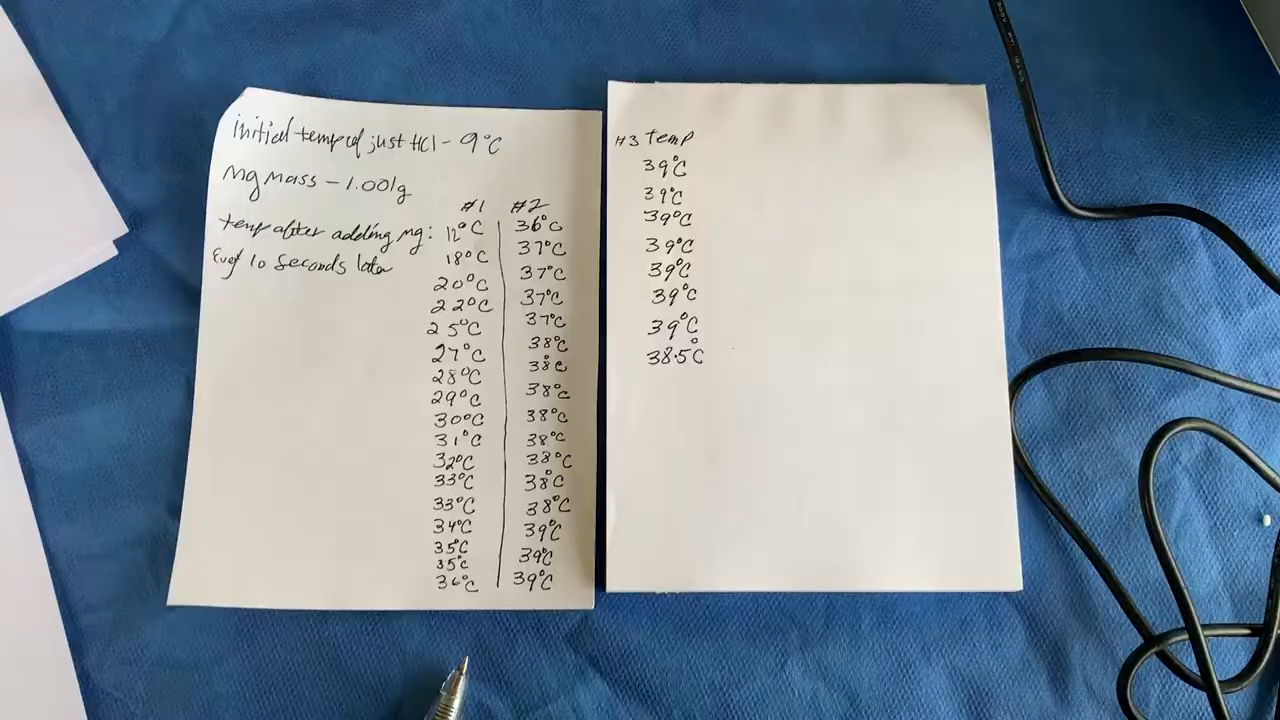 initial temp of just HCl - 9°C
Mg mass - 1.001g
#1 #2
temp after adding Mg: 12°C 36°C
Every 10 seconds later 18°C 37°C
20°C 37°C
22°C 37°C
25°C 37°C
27°C 38°C
28°C 38°C
29°C 38°C
30°C 38°C
31°C 38°C
32°C 38°C
33°C 38°C
33°C 38°C
34°C 39°C
35°C 39°C
35°C 39°C
36°C
#3 Temp
39°C
39°C
39°C
39°C
39°C
39°C
39°C
38.5°C